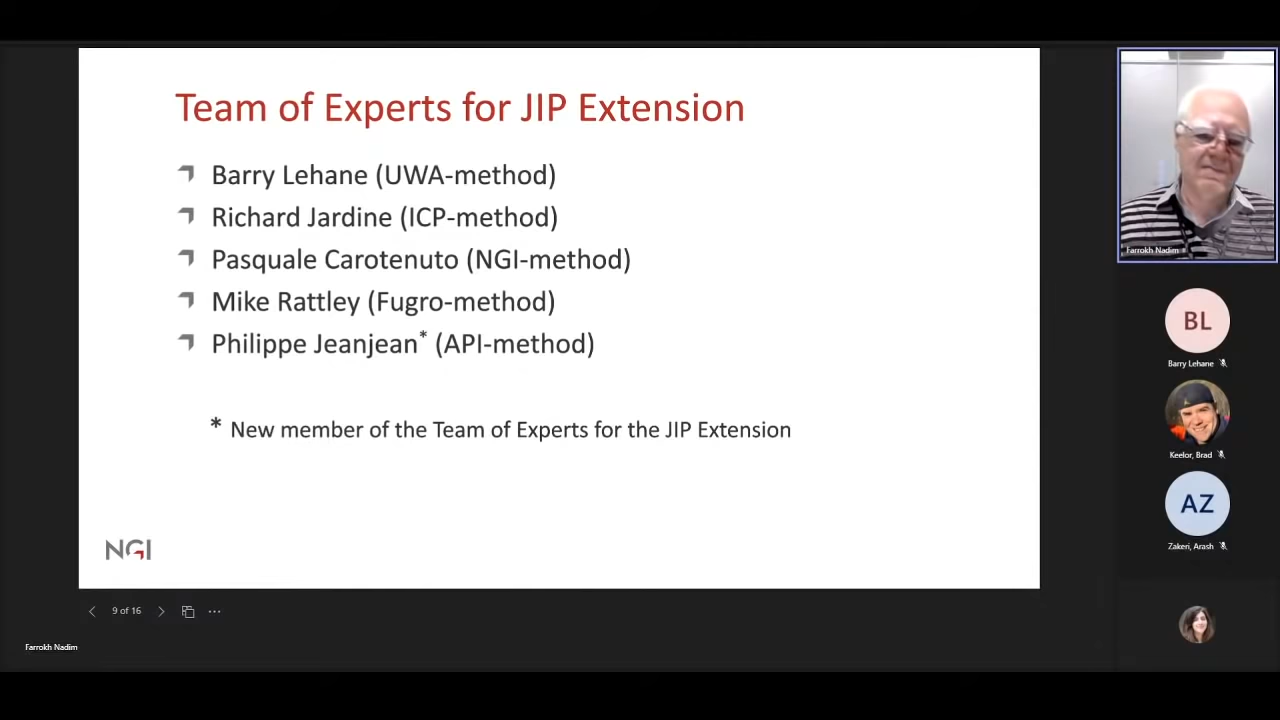 Team of Experts for JIP Extension
Barry Lehane (UWA-method)
Richard Jardine (ICP-method)
Pasquale Carotenuto (NGI-method)
Mike Rattley (Fugro-method)
Philippe Jeanjean* (API-method)
* New member of the Team of Experts for the JIP Extension
NGI
9 of 16
Farrokh Nadim
Farrokh Nadim
BL
Barry Lehane
Keelor, Brad
AZ
Zakeri, Arash